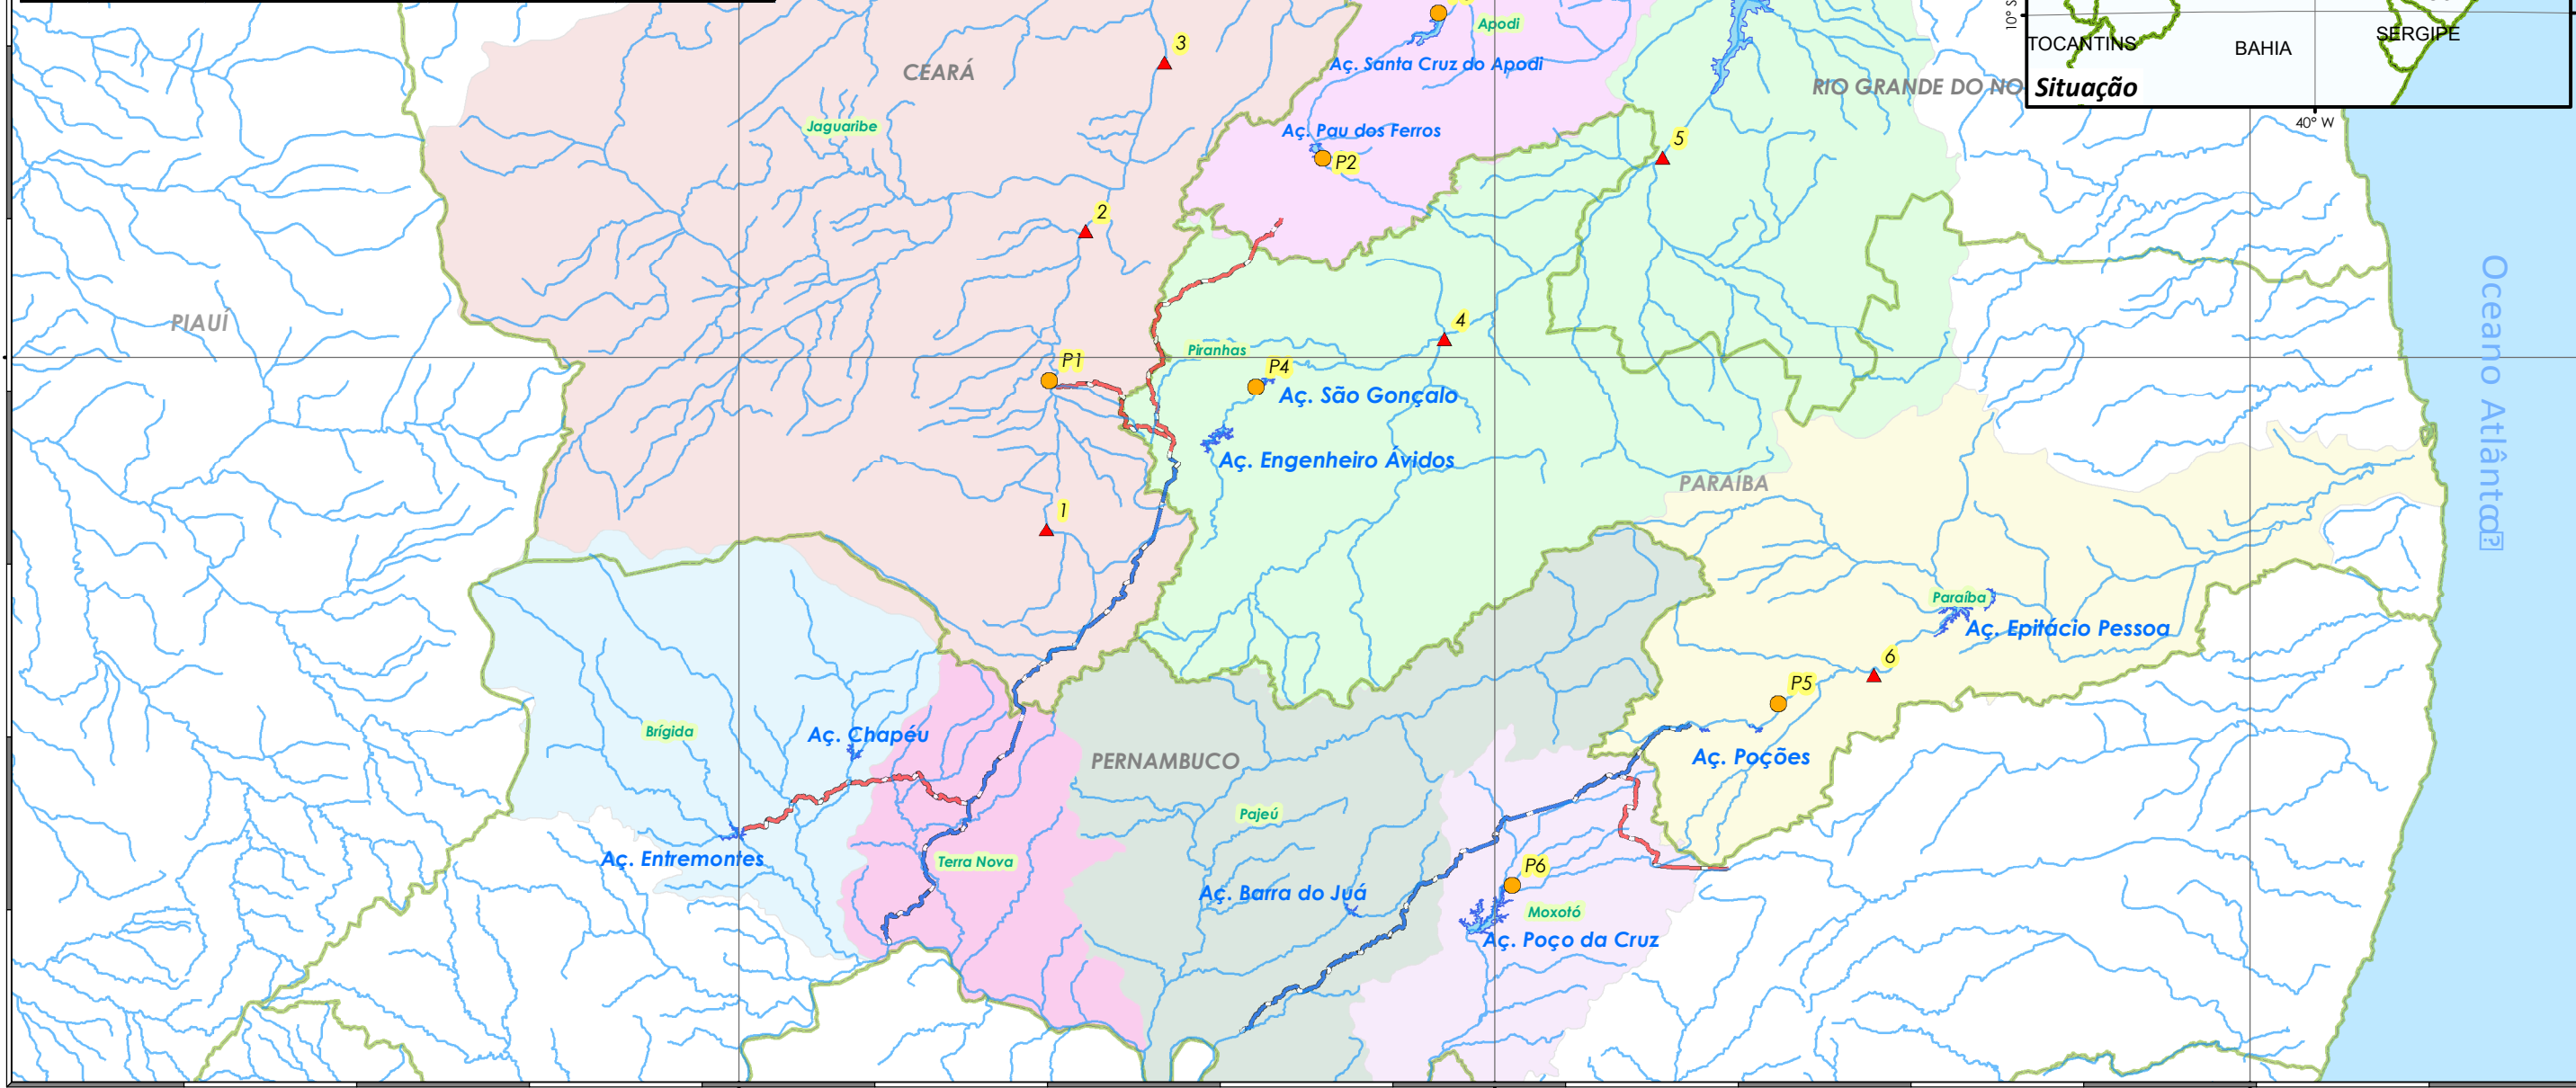 Apodi
TOCANTINS
BAHIA
SERGIPE
10° S
Situação
40° W
3
CEARÁ
Aç. Santa Cruz do Apodi
RIO GRANDE DO NO
Jaguaribe
Aç. Pau dos Ferros
P2
5
2
Oceano Atlânt
PIAUÍ
4
Piranhas
P1
P4
Aç. São Gonçalo
Aç. Engenheiro Ávidos
PARAIBA
1
Paraíba
Aç. Epitácio Pessoa
6
P5
Brígida
Aç. Chapéu
PERNAMBUCO
Aç. Poções
Pajeú
Aç. Entremontes
Terra Nova
P6
Aç. Barra do Juá
Moxotó
Aç. Poço da Cruz